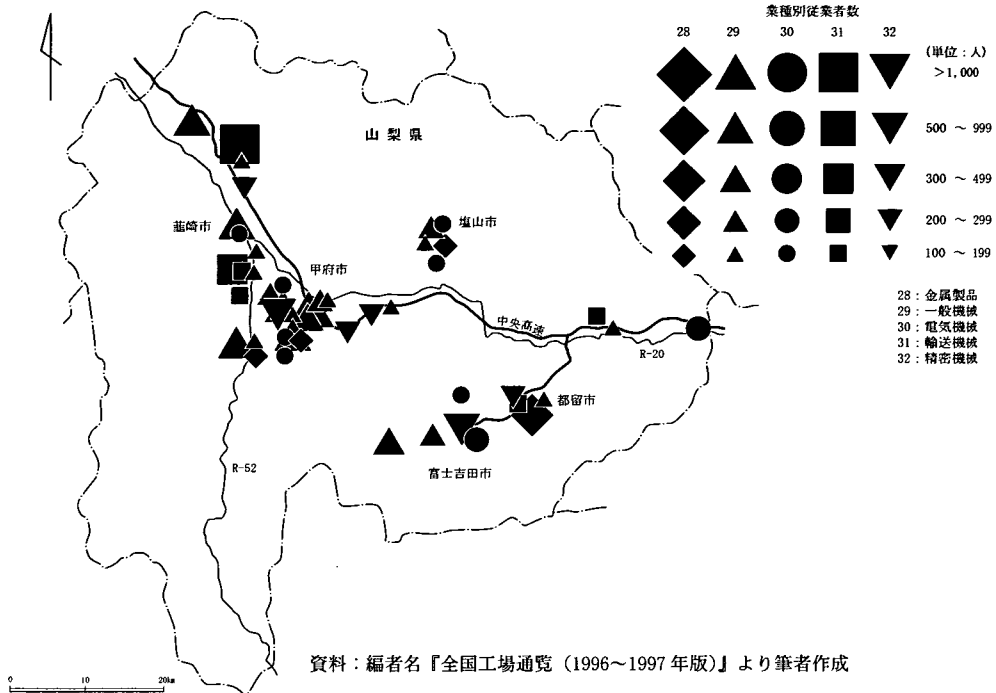 業種別従業者数
28 29 30 31 32
(単位：人)
＞1,000
500 ～ 999
300 ～ 499
200 ～ 299
100 ～ 199
28：金属製品
29：一般機械
30：電気機械
31：輸送機械
32：精密機械
山梨県
韮崎市
塩山市
甲府市
中央高速
R-20
都留市
富士吉田市
R-52
資料：編者名『全国工場通覧（1996～1997年版）』より筆者作成
0 10 20km